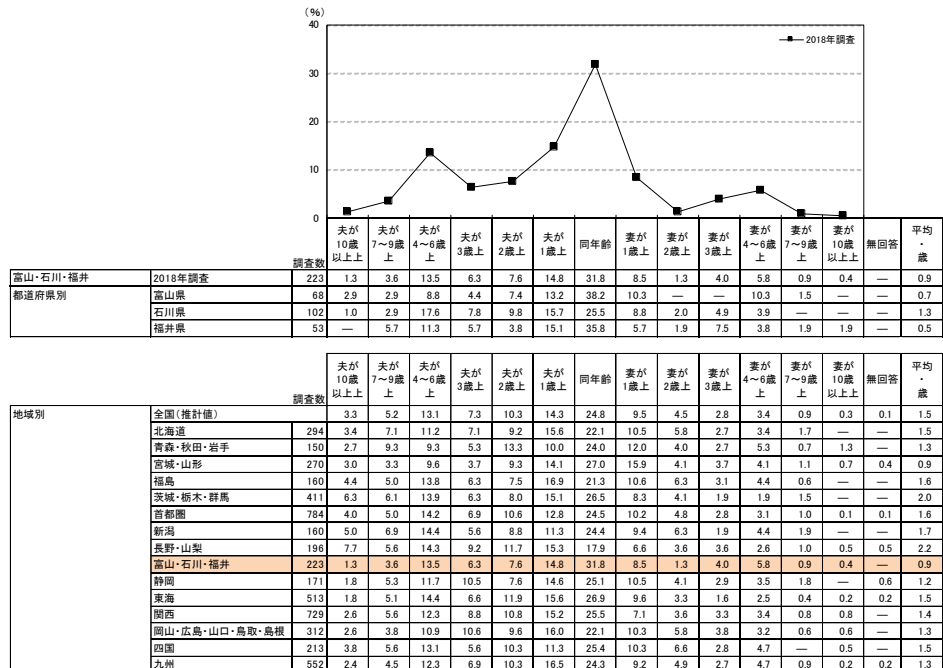 （％）
40
30
20
10
0
2018年調査
調査数 夫が10歳以上上 夫が7～9歳上 夫が4～6歳上 夫が3歳上 夫が2歳上 夫が1歳上 同年齢 妻が1歳上 妻が2歳上 妻が3歳上 妻が4～6歳上 妻が7～9歳上 妻が10歳以上上 無回答 平均・歳
富山・石川・福井 2018年調査 223 1.3 3.6 13.5 6.3 7.6 14.8 31.8 8.5 1.3 4.0 5.8 0.9 0.4 — 0.9
都道府県別 富山県 68 2.9 2.9 8.8 4.4 7.4 13.2 38.2 10.3 — — 10.3 1.5 — — 0.7
石川県 102 1.0 2.9 17.6 7.8 9.8 15.7 25.5 8.8 2.0 4.9 3.9 — — — 1.3
福井県 53 — 5.7 11.3 5.7 3.8 15.1 35.8 5.7 1.9 7.5 3.8 1.9 1.9 — 0.5
調査数 夫が10歳以上上 夫が7～9歳上 夫が4～6歳上 夫が3歳上 夫が2歳上 夫が1歳上 同年齢 妻が1歳上 妻が2歳上 妻が3歳上 妻が4～6歳上 妻が7～9歳上 妻が10歳以上上 無回答 平均・歳
地域別 全国（推計値） 3.3 5.2 13.1 7.3 10.3 14.3 24.8 9.5 4.5 2.8 3.4 0.9 0.3 0.1 1.5
北海道 294 3.4 7.1 11.2 7.1 9.2 15.6 22.1 10.5 5.8 2.7 3.4 1.7 — — 1.5
青森・秋田・岩手 150 2.7 9.3 9.3 5.3 13.3 10.0 24.0 12.0 4.0 2.7 5.3 0.7 1.3 — 1.3
宮城・山形 270 3.0 3.3 9.6 3.7 9.3 14.1 27.0 15.9 4.1 3.7 4.1 1.1 0.7 0.4 0.9
福島 160 4.4 5.0 13.8 6.3 7.5 16.9 21.3 10.6 6.3 3.1 4.4 0.6 — — 1.6
茨城・栃木・群馬 411 6.3 6.1 13.9 6.3 8.0 15.1 26.5 8.3 4.1 1.9 1.9 1.5 — — 2.0
首都圏 784 4.0 5.0 14.2 6.9 10.6 12.8 24.5 10.2 4.8 2.8 3.1 1.0 0.1 0.1 1.6
新潟 160 5.0 6.9 14.4 5.6 8.8 11.3 24.4 9.4 6.3 1.9 4.4 1.9 — — 1.7
長野・山梨 196 7.7 5.6 14.3 9.2 11.7 15.3 17.9 6.6 3.6 3.6 2.6 1.0 0.5 0.5 2.2
富山・石川・福井 223 1.3 3.6 13.5 6.3 7.6 14.8 31.8 8.5 1.3 4.0 5.8 0.9 0.4 — 0.9
静岡 171 1.8 5.3 11.7 10.5 7.6 14.6 25.1 10.5 4.1 2.9 3.5 1.8 — 0.6 1.2
東海 513 1.8 5.1 14.4 6.6 11.9 15.6 26.9 9.6 3.3 1.6 2.5 0.4 0.2 0.2 1.5
関西 729 2.6 5.6 12.3 8.8 10.8 15.2 25.5 7.1 3.6 3.3 3.4 0.8 0.8 — 1.4
岡山・広島・山口・鳥取・島根 312 2.6 3.8 10.9 10.6 9.6 16.0 22.1 10.3 5.8 3.8 3.2 0.6 0.6 — 1.3
四国 213 3.8 5.6 13.1 5.6 10.3 11.3 25.4 10.3 6.6 2.8 4.7 — 0.5 — 1.5
九州 552 2.4 4.5 12.3 6.9 10.3 16.5 24.3 9.2 4.9 2.7 4.7 0.9 0.2 0.2 1.3